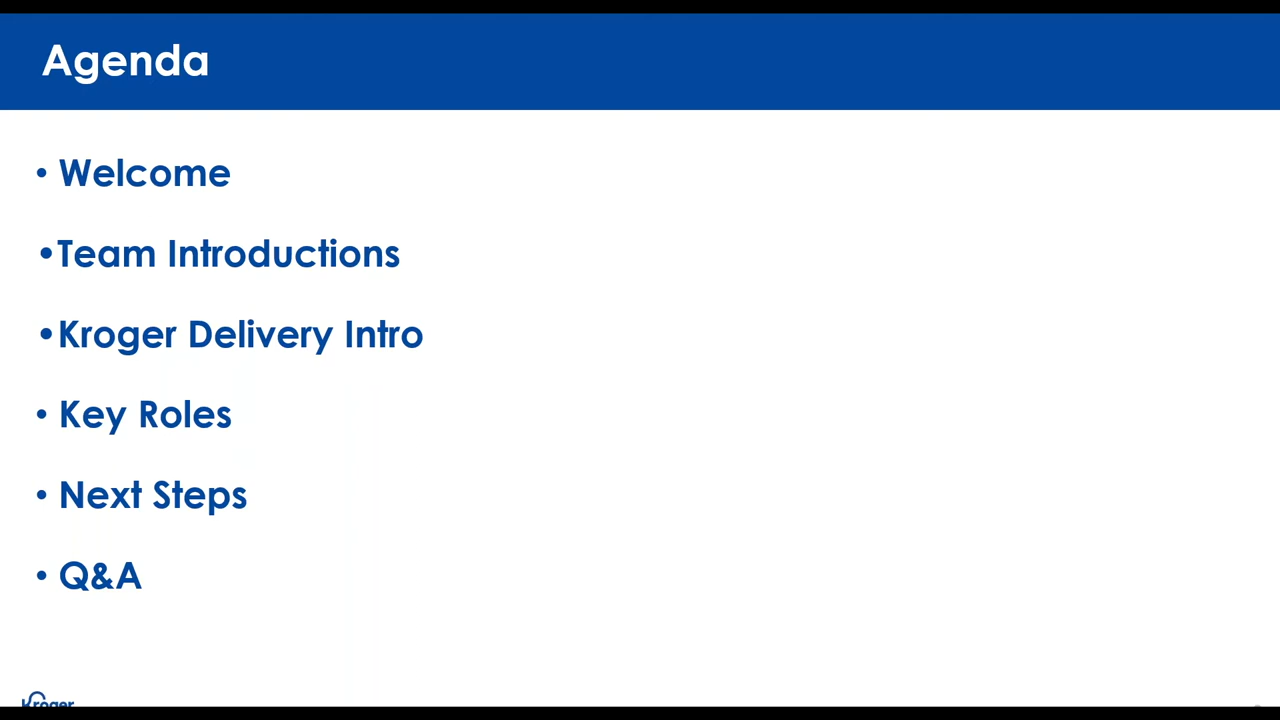 Agenda
• Welcome
•Team Introductions
•Kroger Delivery Intro
• Key Roles
• Next Steps
• Q&A
Kroger